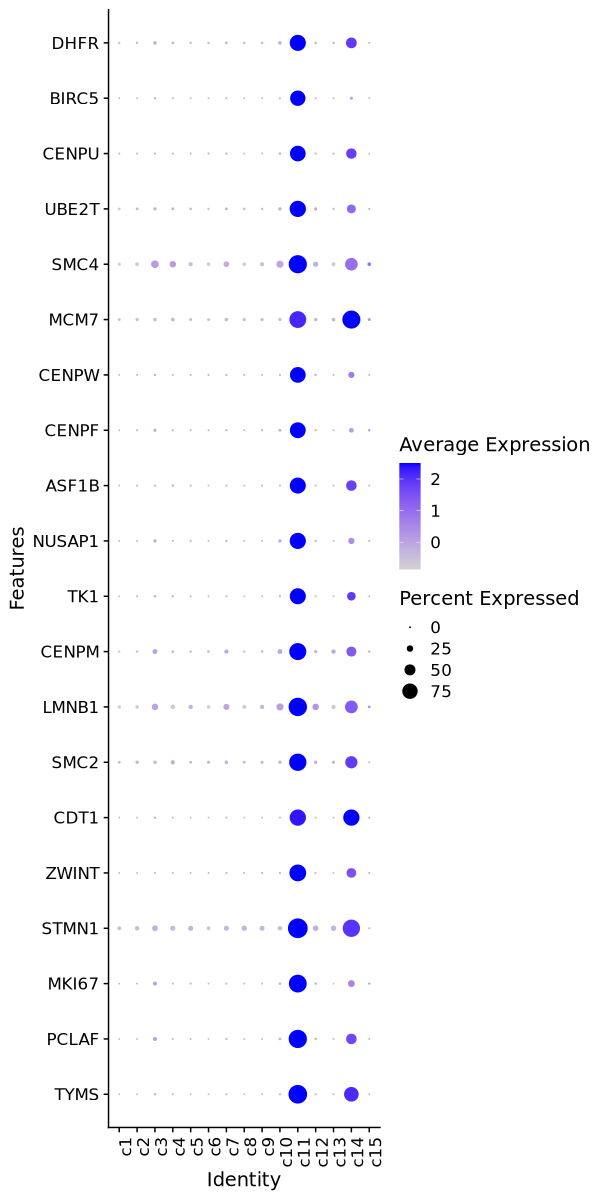 DHFR
BIRC5
CENPU
UBE2T
SMC4
MCM7
CENPW
CENPF
ASF1B
NUSAP1
TK1
CENPM
LMNB1
SMC2
CDT1
ZWINT
STMN1
MKI67
PCLAF
TYMS
Features
c1
c2
c3
c4
c5
c6
c7
c8
c9
c10
c11
c12
c13
c14
c15
Identity
Average Expression
2
1
0
Percent Expressed
0
25
50
75